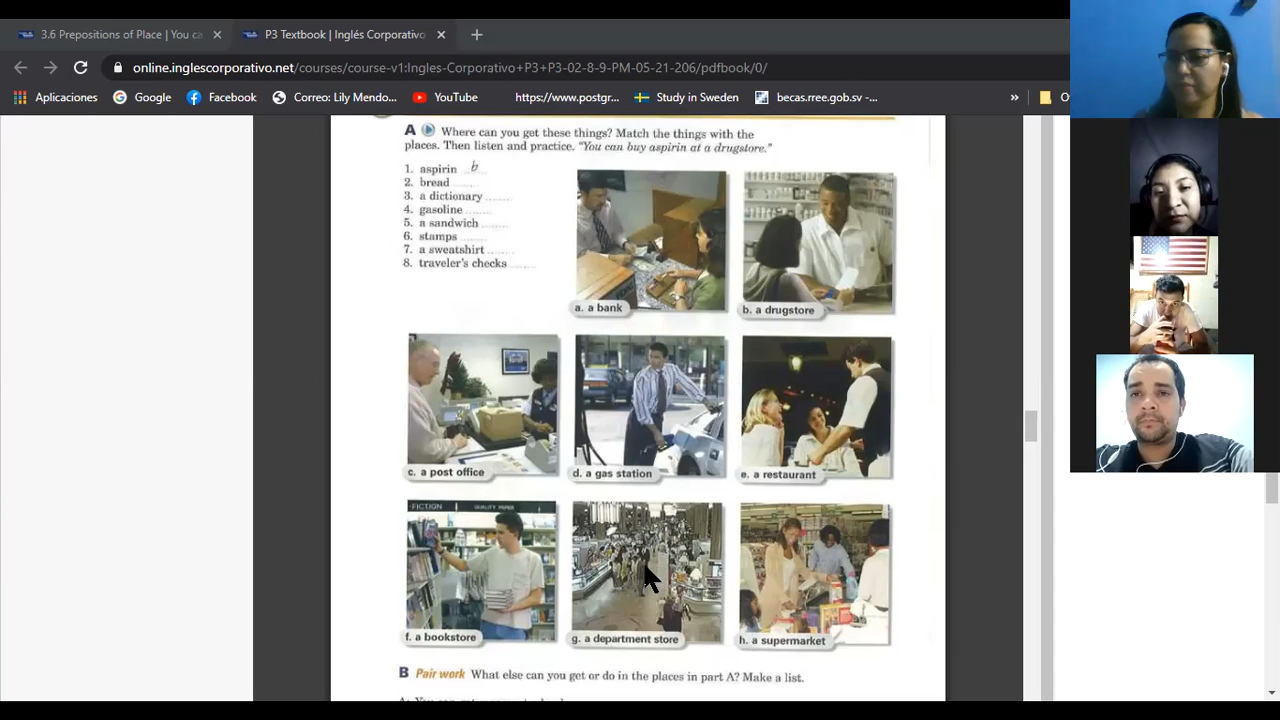 3.6 Prepositions of Place | You ca
P3 Textbook | Inglés Corporativo
online.inglescorporativo.net/courses/course-v1:Ingles-Corporativo+P3+P3-02-8-9-PM-05-21-206/pdfbook/0/
Aplicaciones Google Facebook Correo: Lily Mendo... YouTube https://www.postgr... Study in Sweden becas.rree.gob.sv -... » O
A Where can you get these things? Match the things with the
places. Then listen and practice. "You can buy aspirin at a drugstore."
1. aspirin b
2. bread
3. a dictionary
4. gasoline
5. a sandwich
6. stamps
7. a sweatshirt
8. traveler's checks
a. a bank
b. a drugstore
c. a post office
d. a gas station
e. a restaurant
FICTION QUALITY PAPER
f. a bookstore
g. a department store
h. a supermarket
B Pair work What else can you get or do in the places in part A? Make a list.